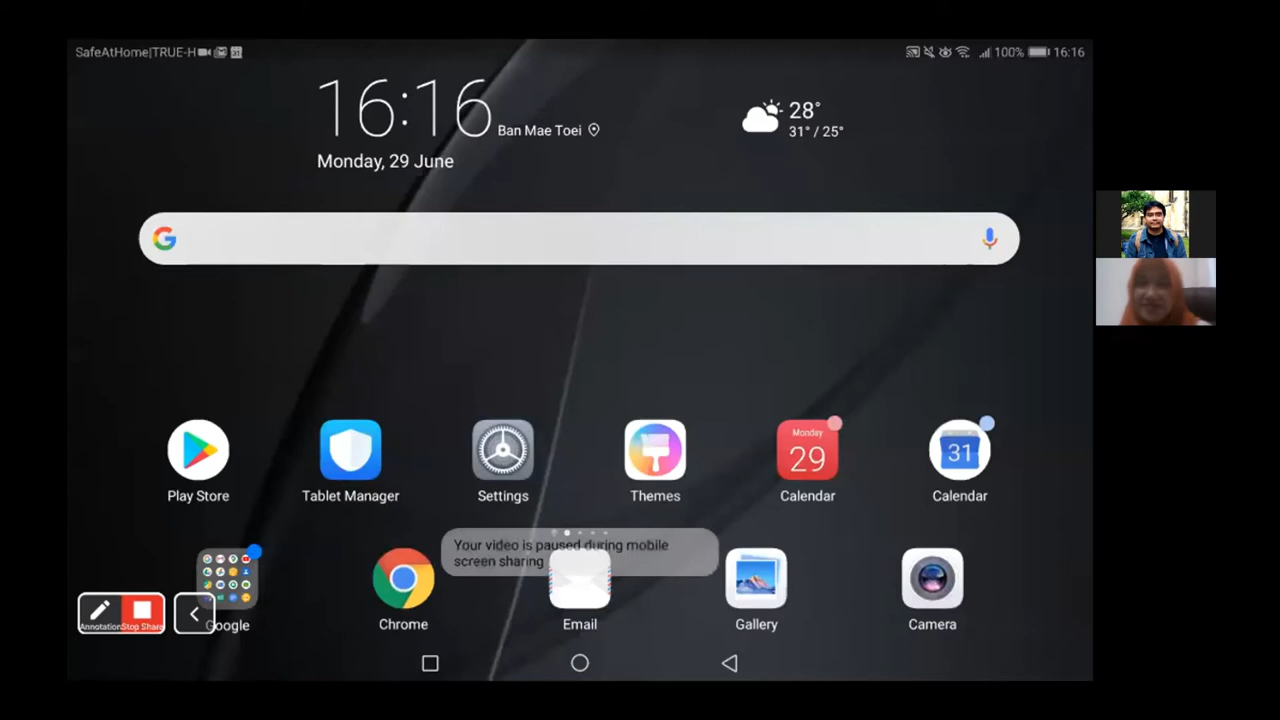 SafeAtHome|TRUE-H
100%
16:16
16:16
Ban Mae Toei
Monday, 29 June
28°
31° / 25°
Play Store
Tablet Manager
Settings
Themes
Monday
29
Calendar
31
Calendar
Your video is paused during mobile
screen sharing
Annotation
Stop Share
Google
Chrome
Email
Gallery
Camera